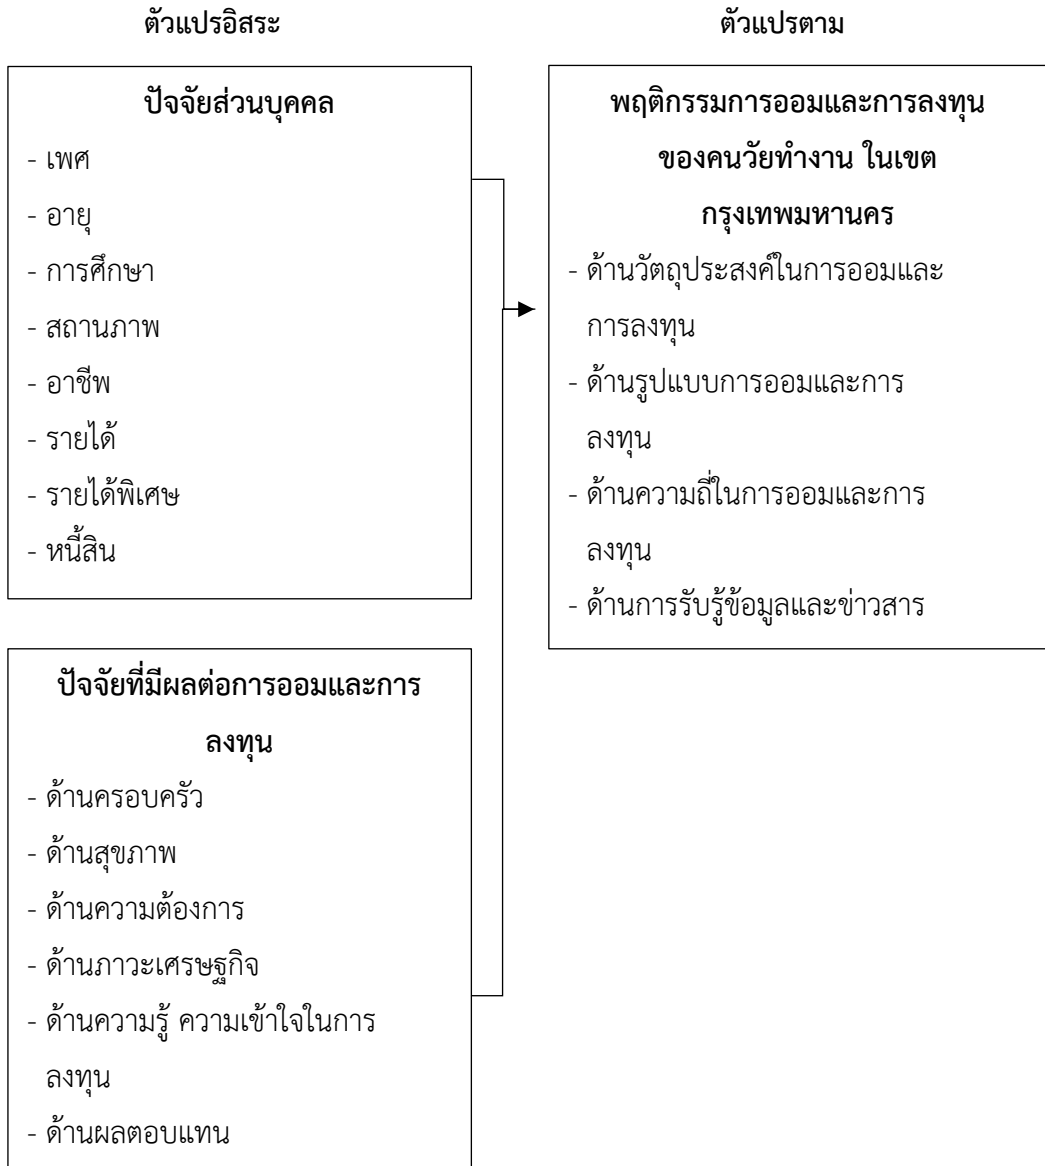 ตัวแปรอิสระ
ตัวแปรตาม
ปัจจัยส่วนบุคคล
- เพศ
- อายุ
- การศึกษา
- สถานภาพ
- อาชีพ
- รายได้
- รายได้พิเศษ
- หนี้สิน
พฤติกรรมการออมและการลงทุน
ของคนวัยทำงาน ในเขต
กรุงเทพมหานคร
- ด้านวัตถุประสงค์ในการออมและ
การลงทุน
- ด้านรูปแบบการออมและการ
ลงทุน
- ด้านความถี่ในการออมและการ
ลงทุน
- ด้านการรับรู้ข้อมูลและข่าวสาร
ปัจจัยที่มีผลต่อการออมและการ
ลงทุน
- ด้านครอบครัว
- ด้านสุขภาพ
- ด้านความต้องการ
- ด้านภาวะเศรษฐกิจ
- ด้านความรู้ ความเข้าใจในการ
ลงทุน
- ด้านผลตอบแทน